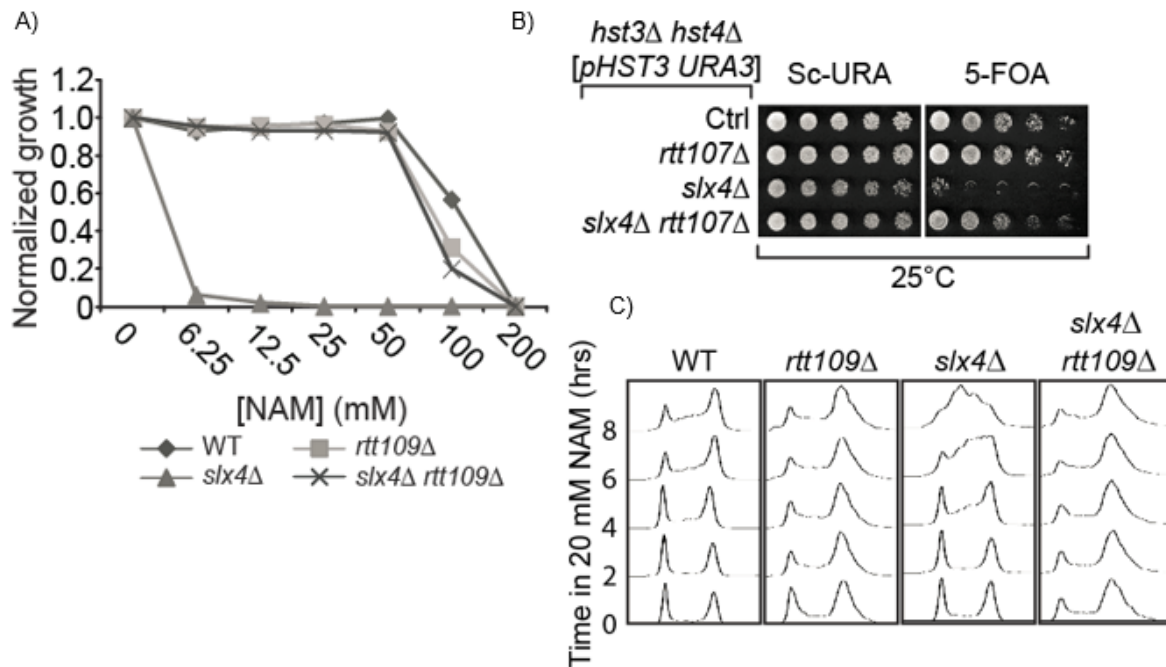 A)
Normalized growth
1.2
1.0
0.8
0.6
0.4
0.2
0
0 6.25 12.5 25 50 100 200
[NAM] (mM)
WT rtt109Δ
slx4Δ slx4Δ rtt109Δ
B)
hst3Δ hst4Δ
[pHST3 URA3]
Sc-URA 5-FOA
Ctrl
rtt107Δ
slx4Δ
slx4Δ rtt107Δ
25°C
C)
WT rtt109Δ slx4Δ slx4Δ rtt109Δ
Time in 20 mM NAM (hrs)
8
6
4
2
0